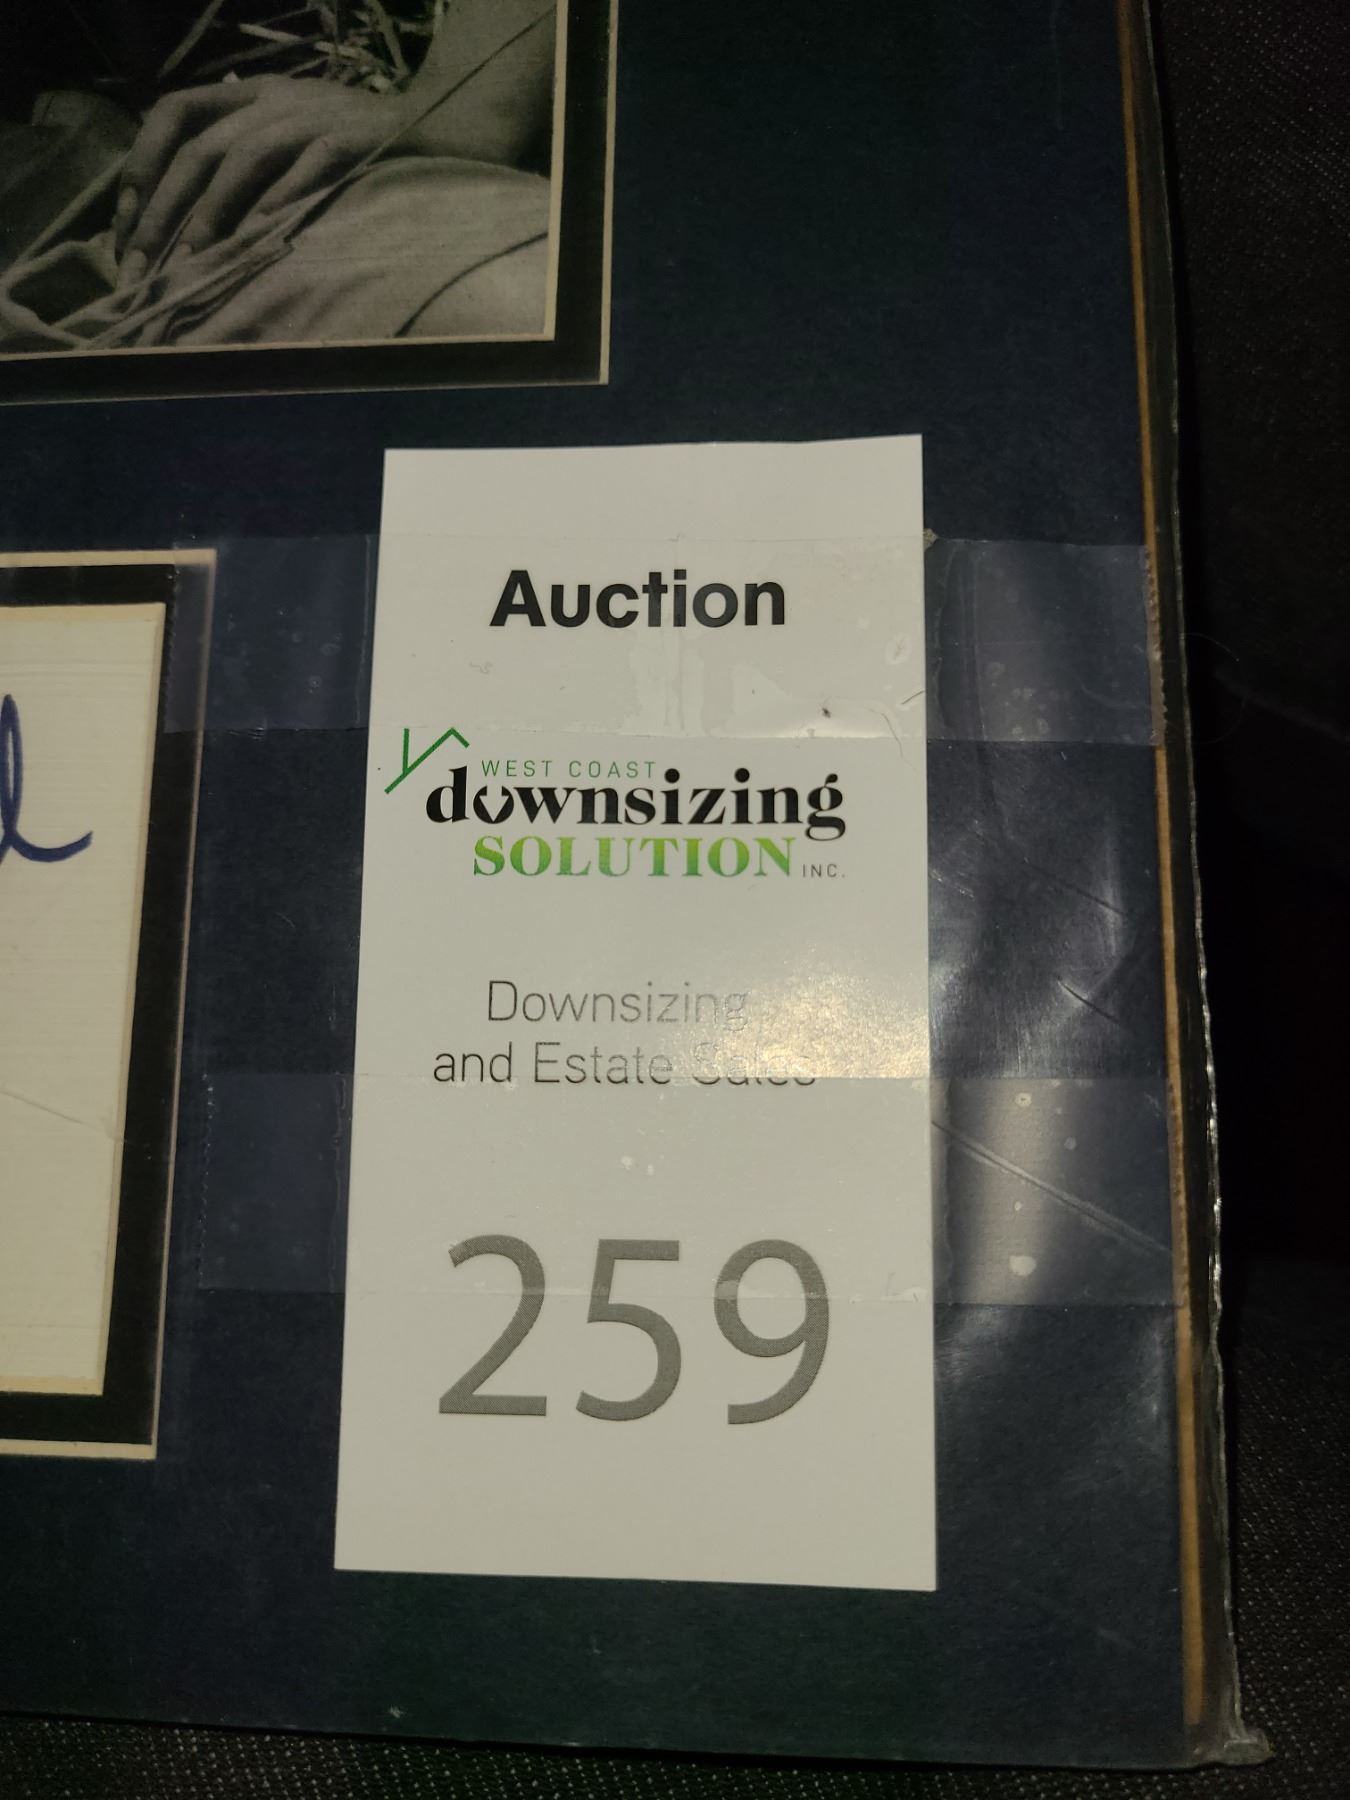 Auction
WEST COAST
downsizing
SOLUTION INC.
Downsizing
and Estate Sales
259